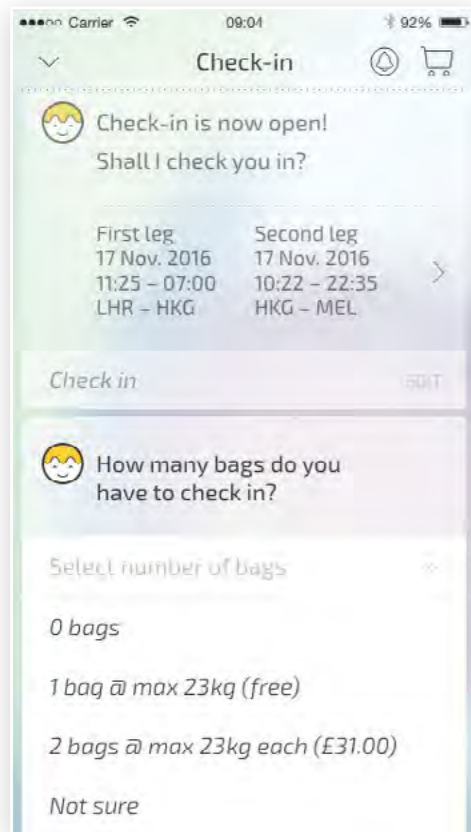 Carrier 09:04 92%
Check-in
Check-in is now open!
Shall I check you in?
First leg
17 Nov. 2016
11:25 – 07:00
LHR – HKG
Second leg
17 Nov. 2016
10:22 – 22:35
HKG – MEL
Check in EDIT
How many bags do you
have to check in?
Select number of bags
0 bags
1 bag @ max 23kg (free)
2 bags @ max 23kg each (£31.00)
Not sure